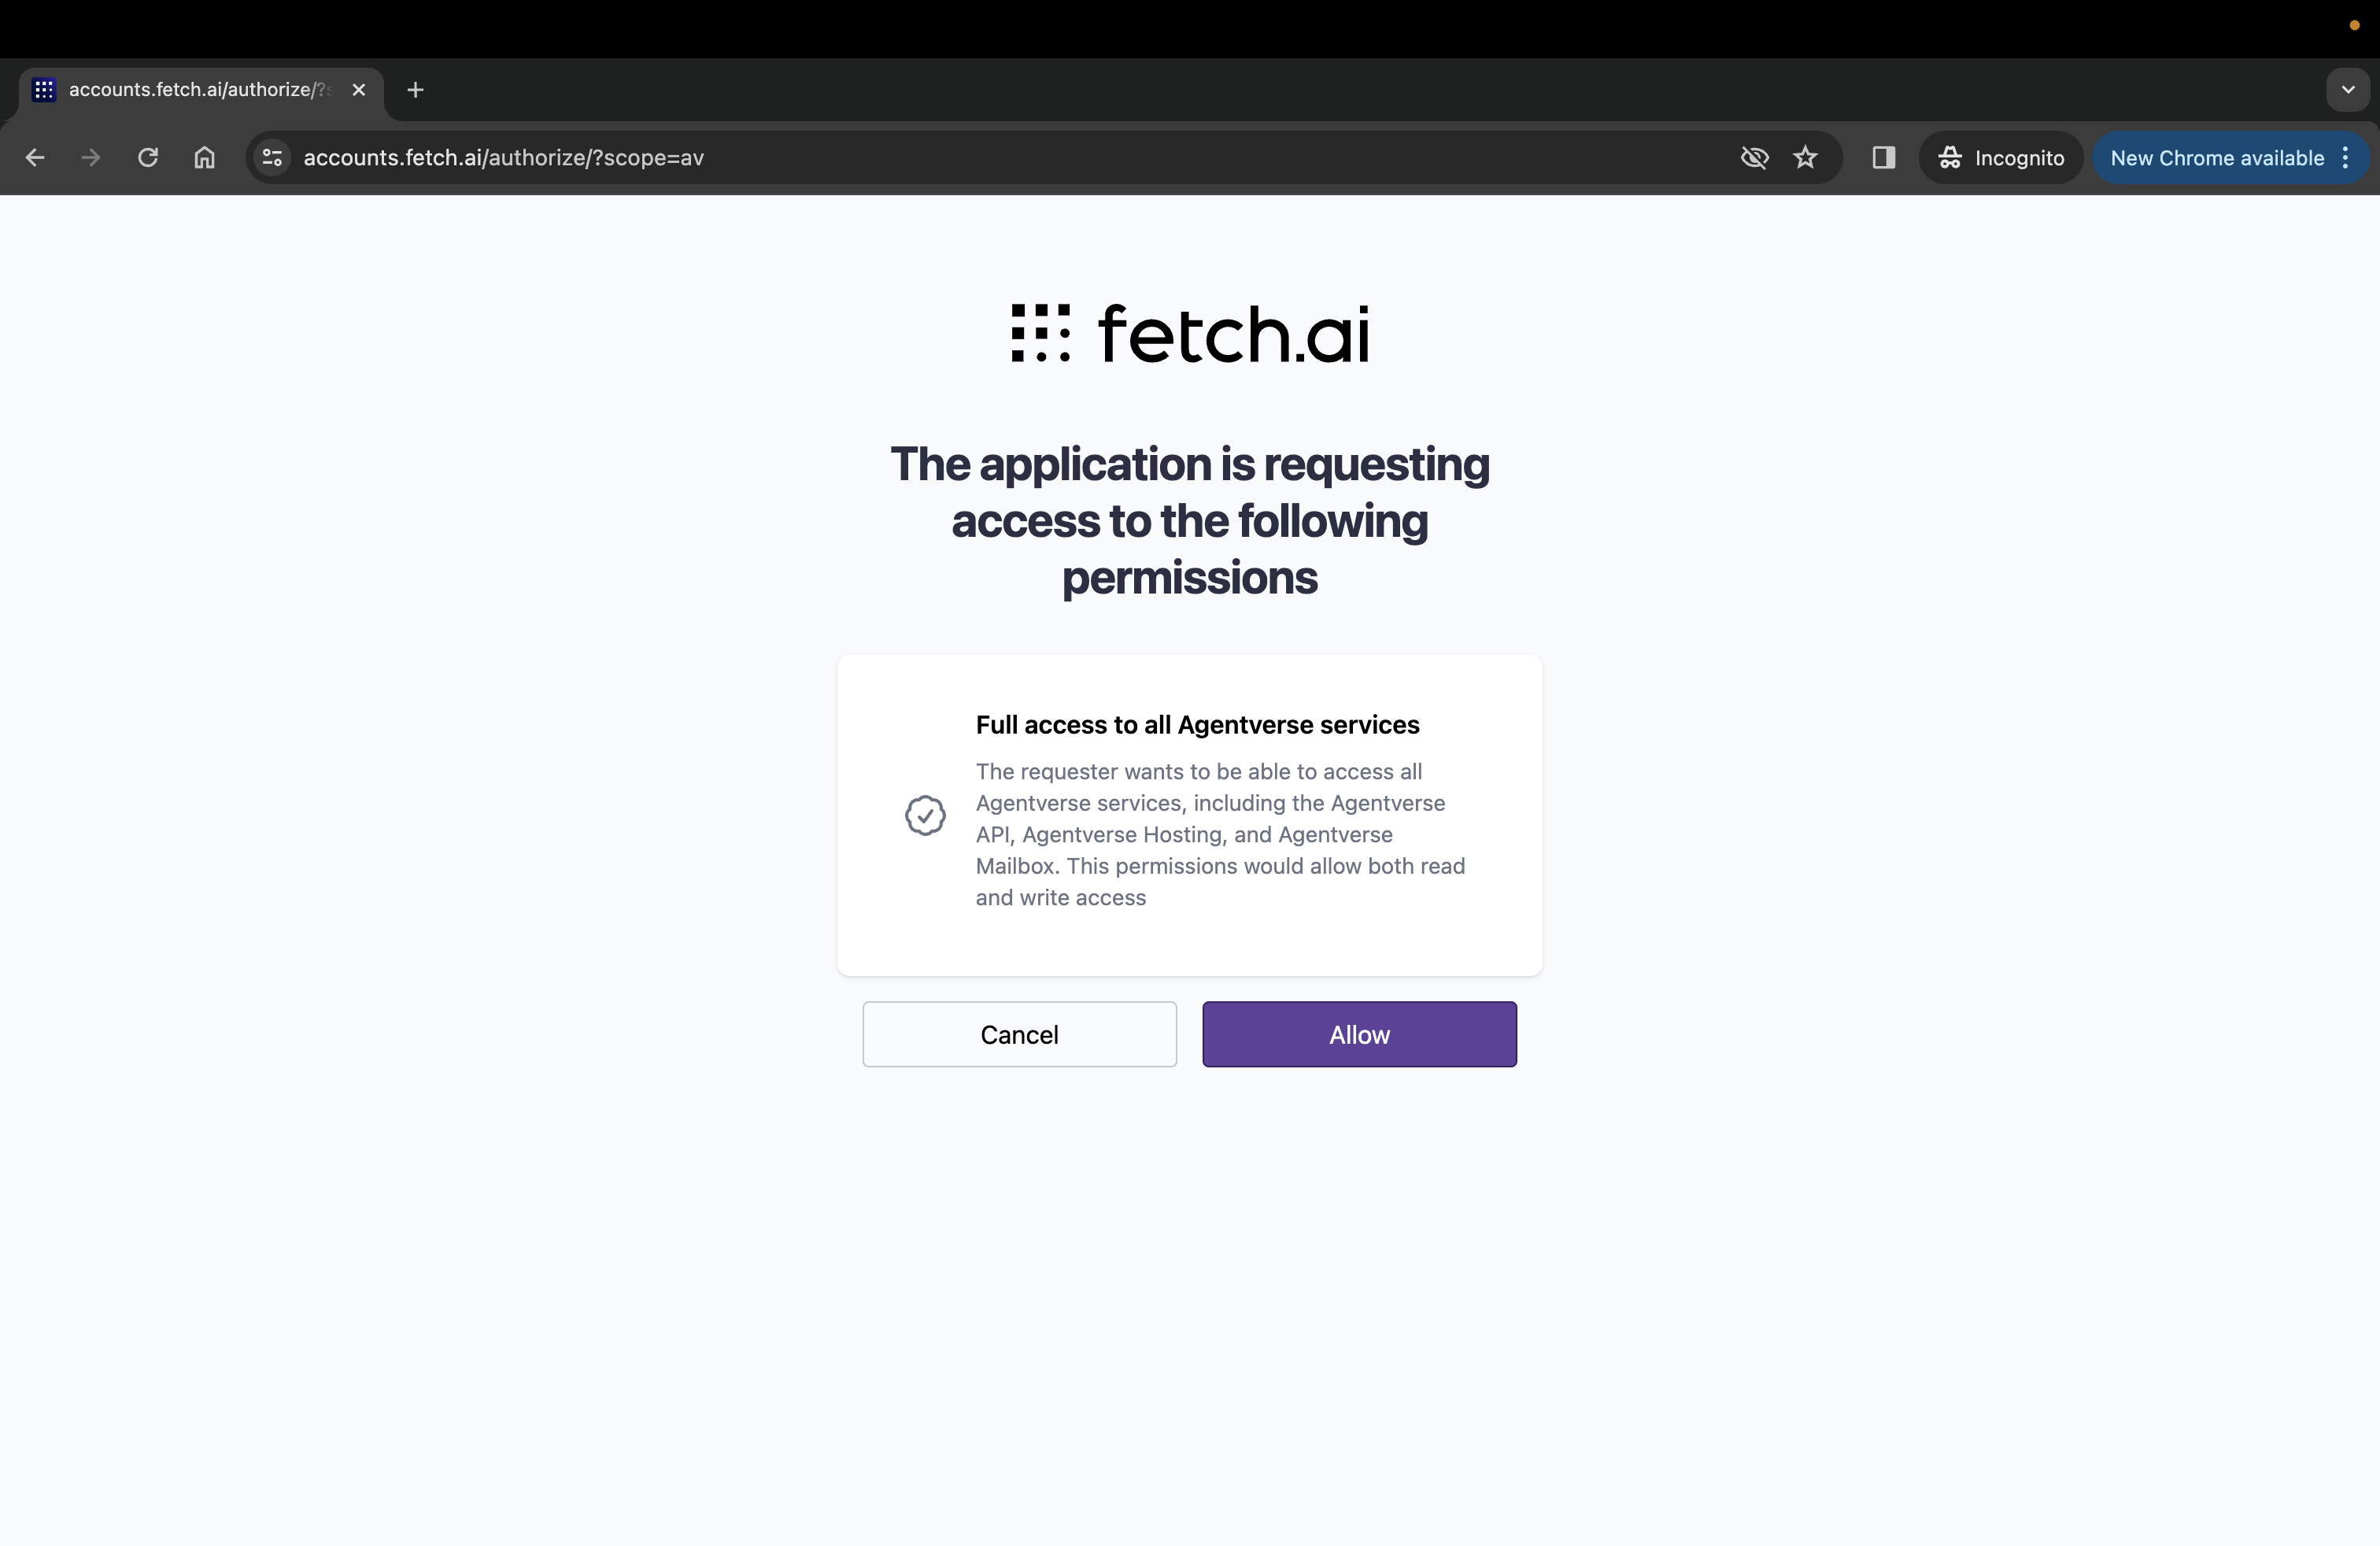 accounts.fetch.ai/authorize/?s
accounts.fetch.ai/authorize/?scope=av
Incognito
New Chrome available
fetch.ai
The application is requesting
access to the following
permissions
Full access to all Agentverse services
The requester wants to be able to access all
Agentverse services, including the Agentverse
API, Agentverse Hosting, and Agentverse
Mailbox. This permissions would allow both read
and write access
Cancel
Allow